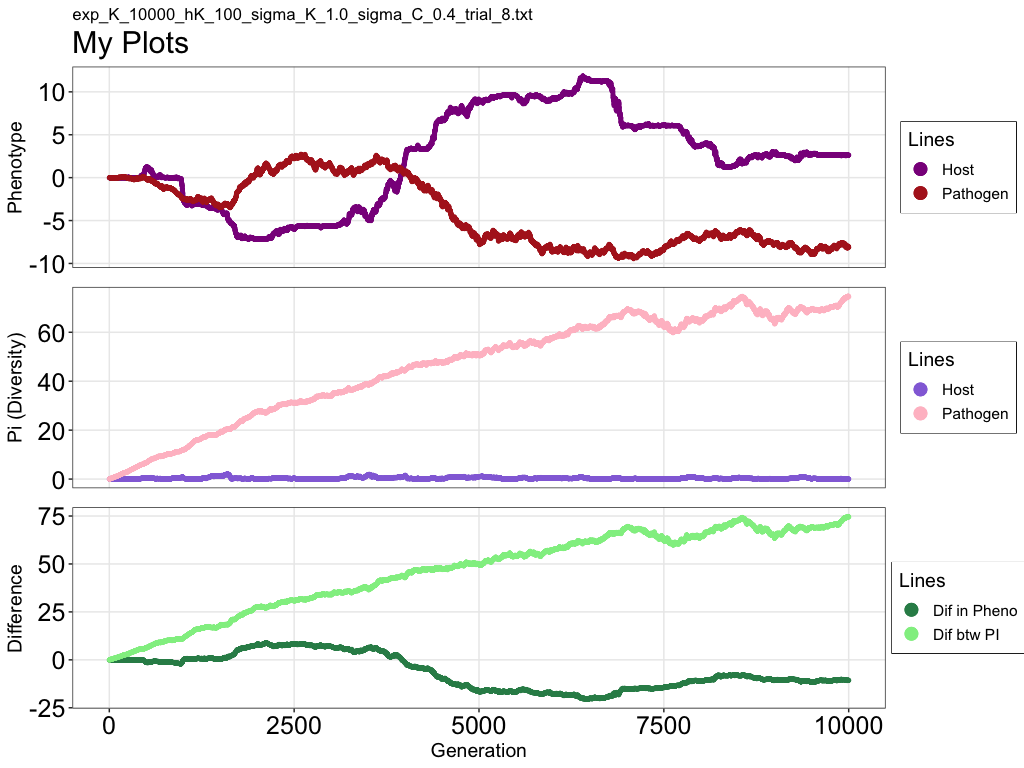 exp_K_10000_hK_100_sigma_K_1.0_sigma_C_0.4_trial_8.txt
My Plots
Phenotype
10
5
0
-5
-10
Lines
Host
Pathogen
Pi (Diversity)
60
40
20
0
Lines
Host
Pathogen
Difference
75
50
25
0
-25
Lines
Dif in Pheno
Dif btw PI
0 2500 5000 7500 10000
Generation